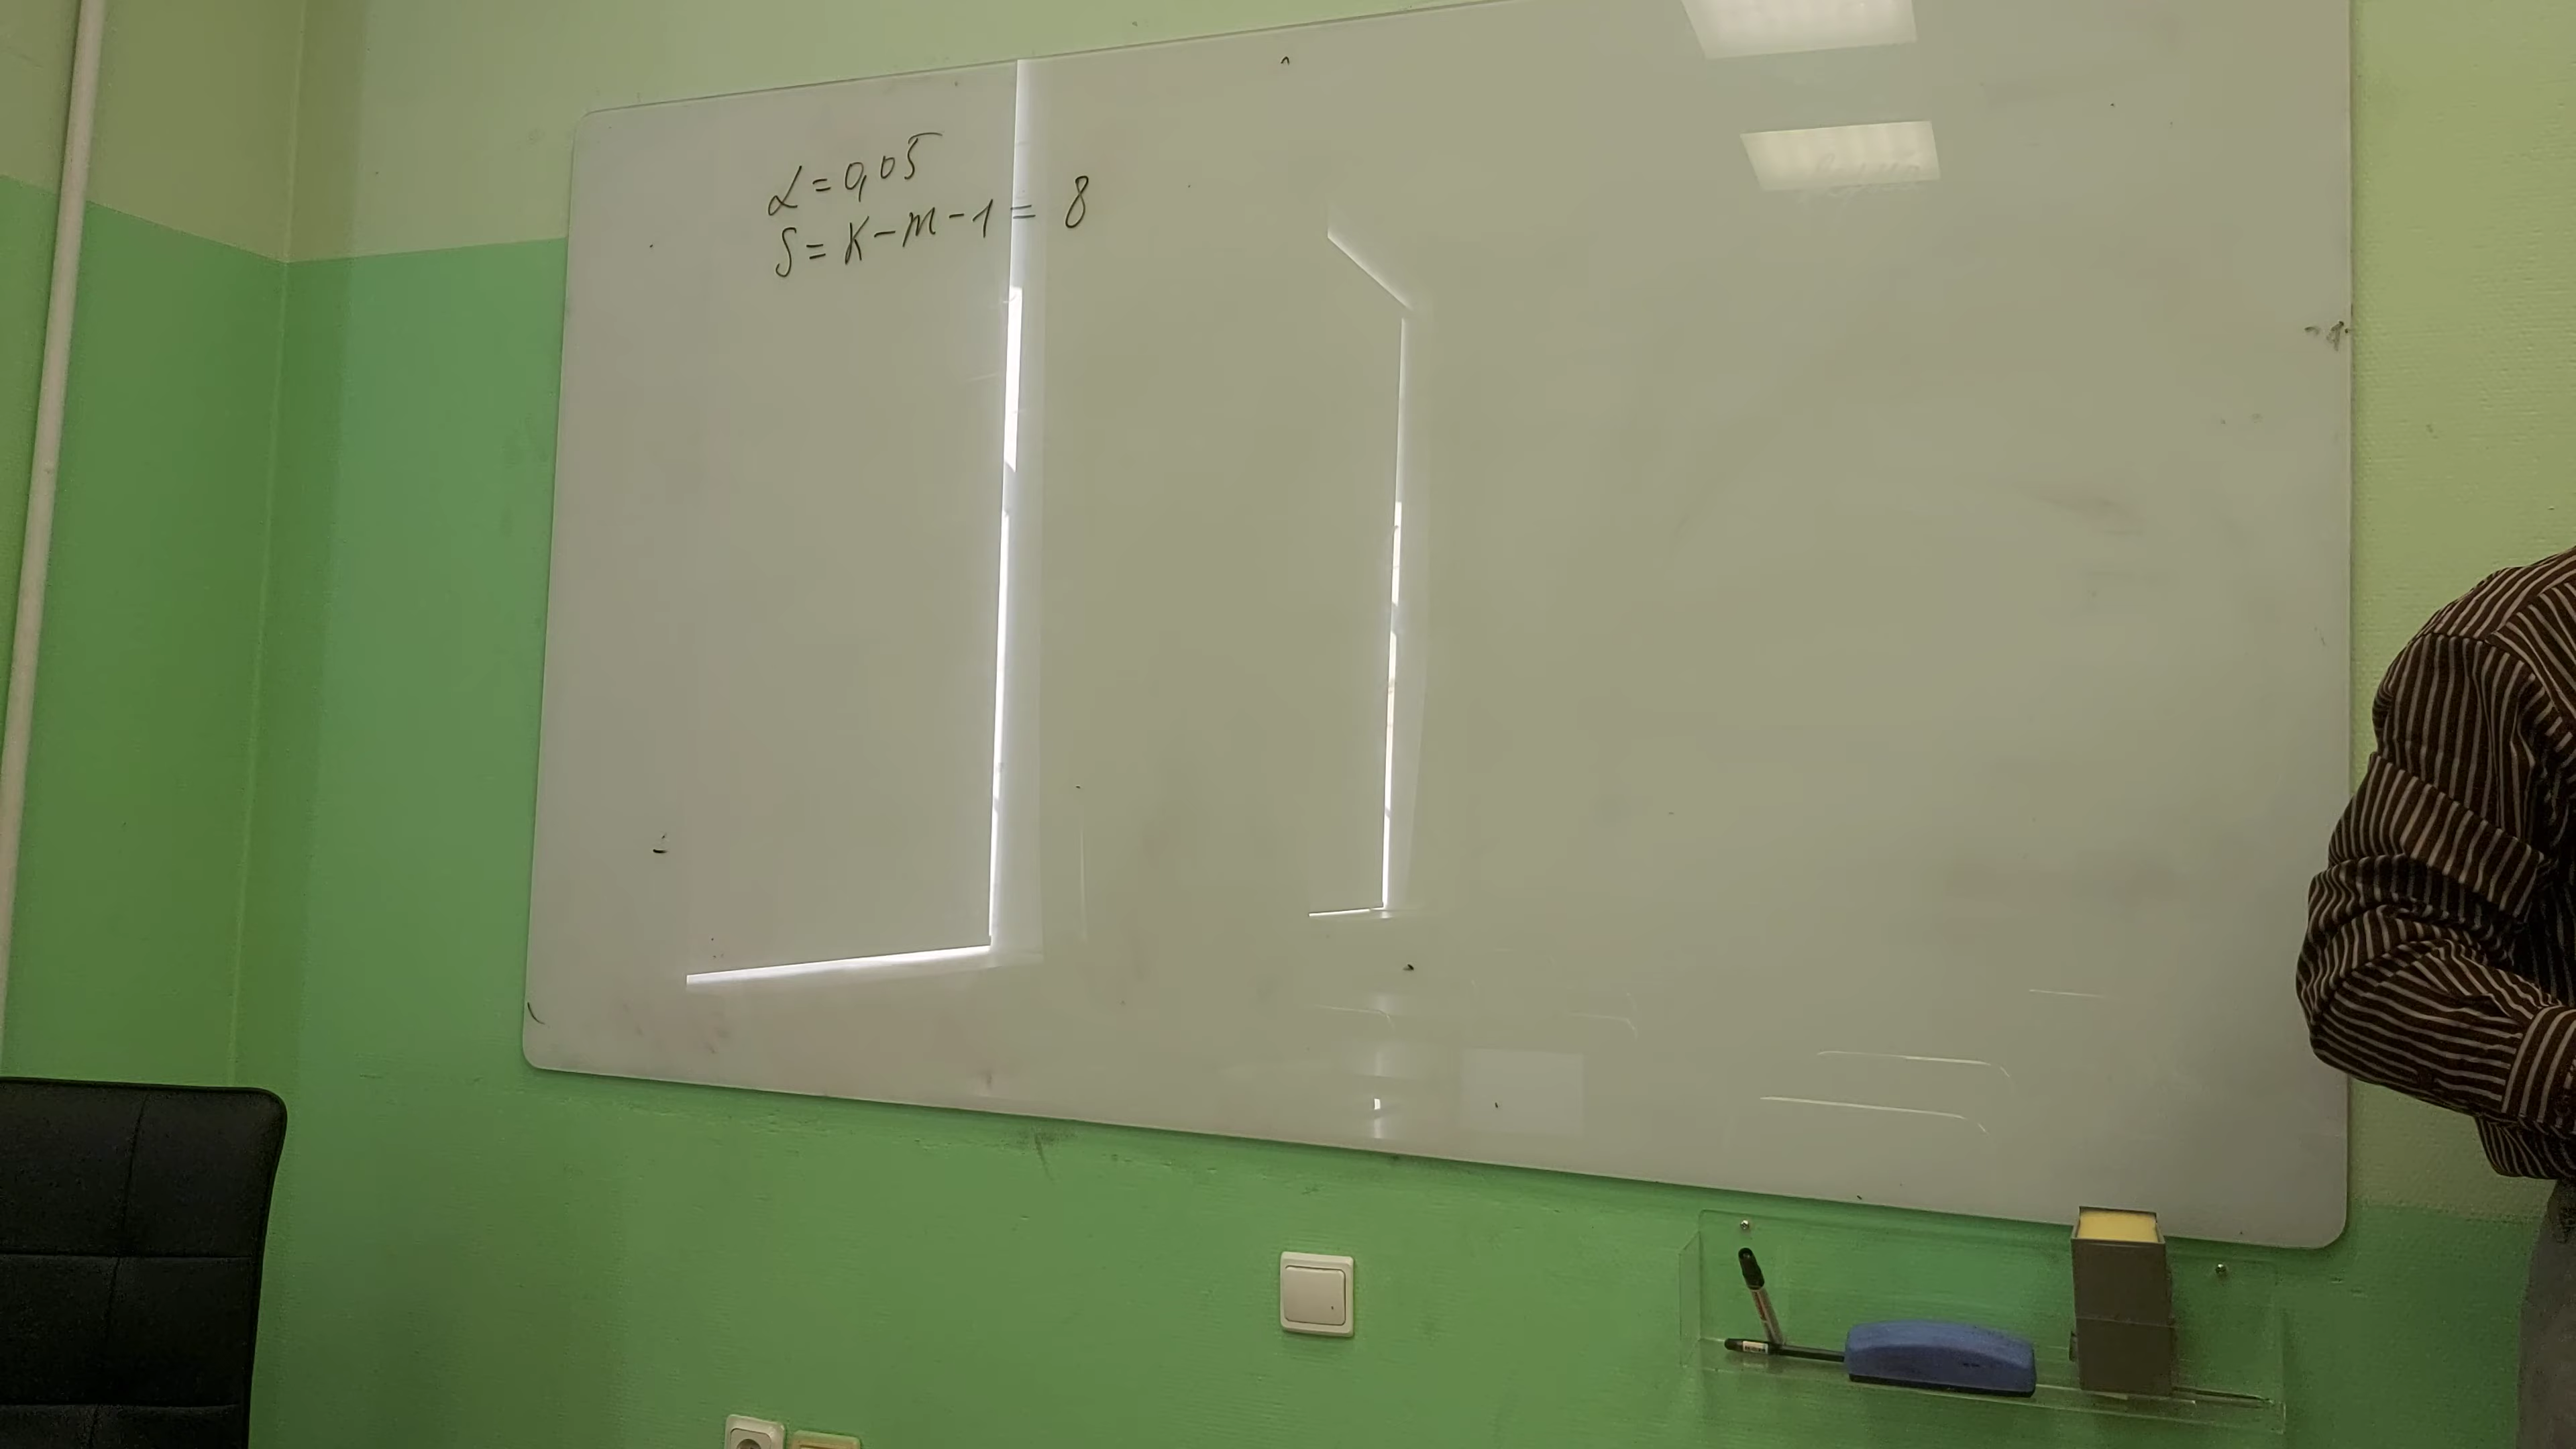 α = 0,05
S = K - m - 1 = 8